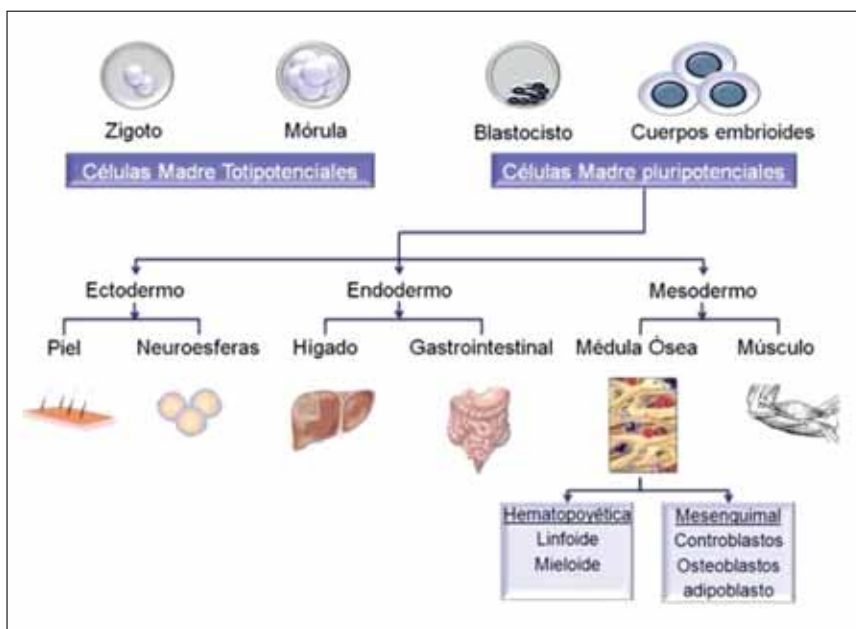 Zigoto
Mórula
Blastocisto
Cuerpos embrioides
Células Madre Totipotenciales
Células Madre pluripotenciales
Ectodermo
Endodermo
Mesodermo
Piel
Neuroesferas
Hígado
Gastrointestinal
Médula Ósea
Músculo
Hematopoyética
Linfoide
Mieloide
Mesenquimal
Controblastos
Osteoblastos
adipoblasto